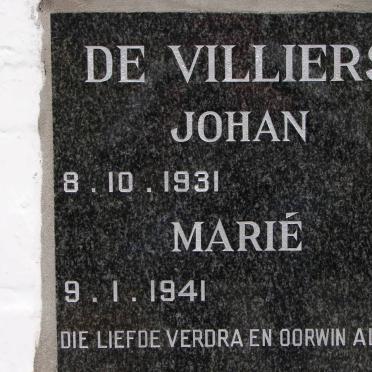 DE VILLIERS
JOHAN
8.10.1931
MARIÉ
9.1.1941
DIE LIEFDE VERDRA EN OORWIN